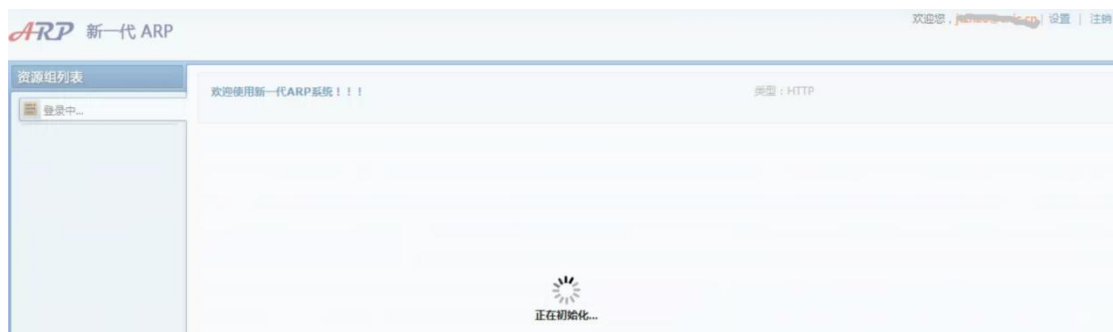 ARP 新一代 ARP
欢迎您, 设置 | 注销
资源组列表
登录中...
欢迎使用新一代ARP系统!!!
类型:HTTP
正在初始化...